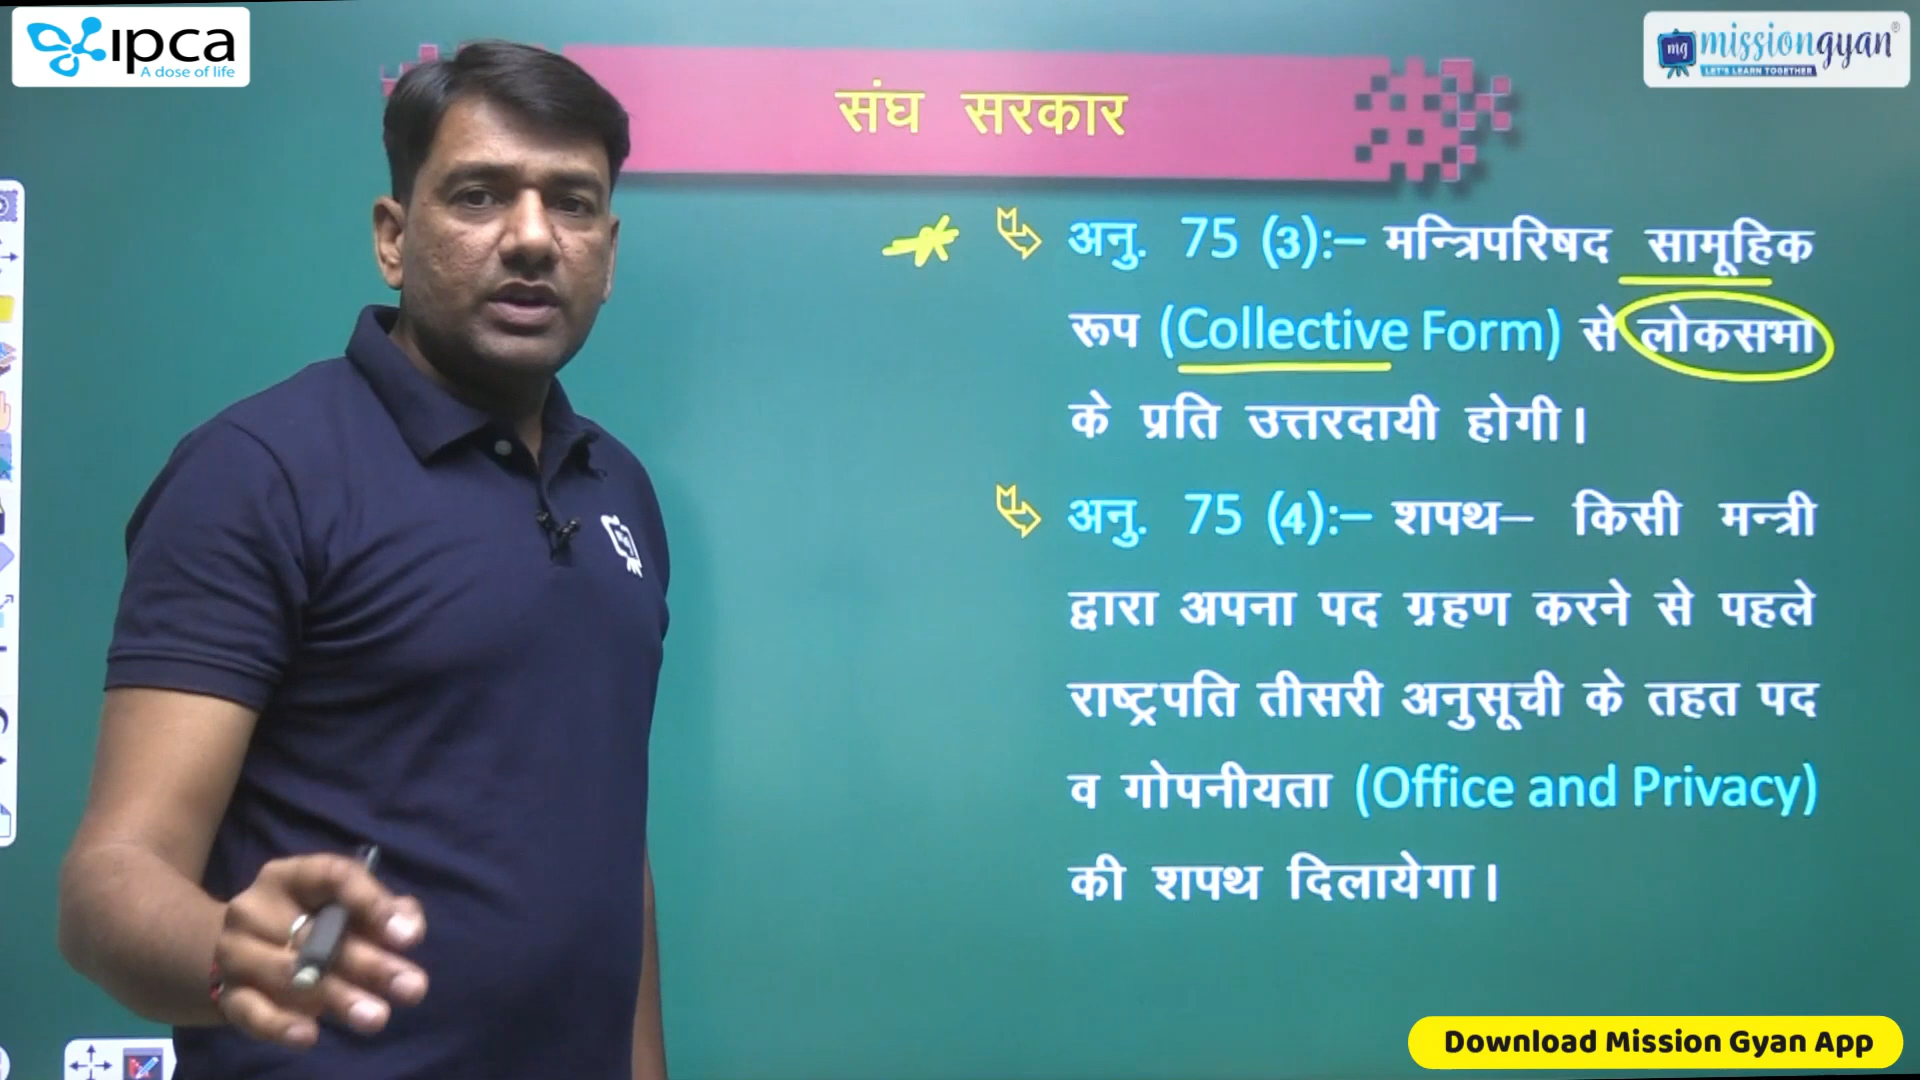 ipca
A dose of life
mg missiongyan®
LET'S LEARN TOGETHER
संघ सरकार
अनु. 75 (3):– मन्त्रिपरिषद सामूहिक
रूप (Collective Form) से लोकसभा
के प्रति उत्तरदायी होगी।
अनु. 75 (4):– शपथ– किसी मन्त्री
द्वारा अपना पद ग्रहण करने से पहले
राष्ट्रपति तीसरी अनुसूची के तहत पद
व गोपनीयता (Office and Privacy)
की शपथ दिलायेगा।
Download Mission Gyan App